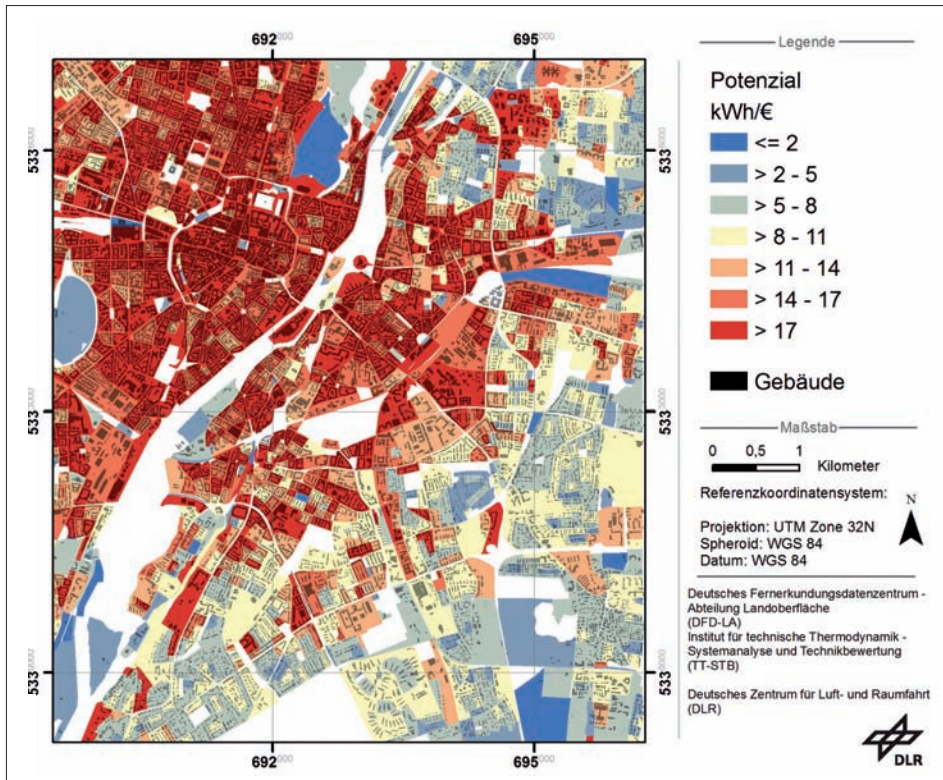 692000
695000
533
533
533
533
533
533
692000
695000
Legende
Potenzial
kWh/€
<= 2
> 2 - 5
> 5 - 8
> 8 - 11
> 11 - 14
> 14 - 17
> 17
Gebäude
Maßstab
0 0,5 1
Kilometer
Referenzkoordinatensystem:
N
Projektion: UTM Zone 32N
Spheroid: WGS 84
Datum: WGS 84
Deutsches Fernerkundungsdatenzentrum -
Abteilung Landoberfläche
(DFD-LA)
Institut für technische Thermodynamik -
Systemanalyse und Technikbewertung
(TT-STB)
Deutsches Zentrum für Luft- und Raumfahrt
(DLR)
DLR